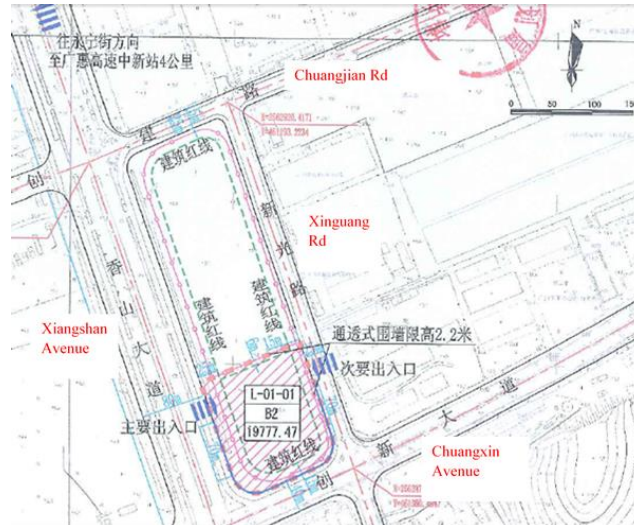 往永宁街方向
至广惠高速中新站4公里
Chuangjian Rd
N
0 50 100 150
建
路
创
建筑红线
Xinguang
Rd
新
光
路
香
山
大
道
Xiangshan
Avenue
建筑红线
建筑红线
通透式围墙限高2.2米
次要出入口
主要出入口
L-01-01
B2
19777.47
建筑红线
创
新
大
道
Chuangxin
Avenue